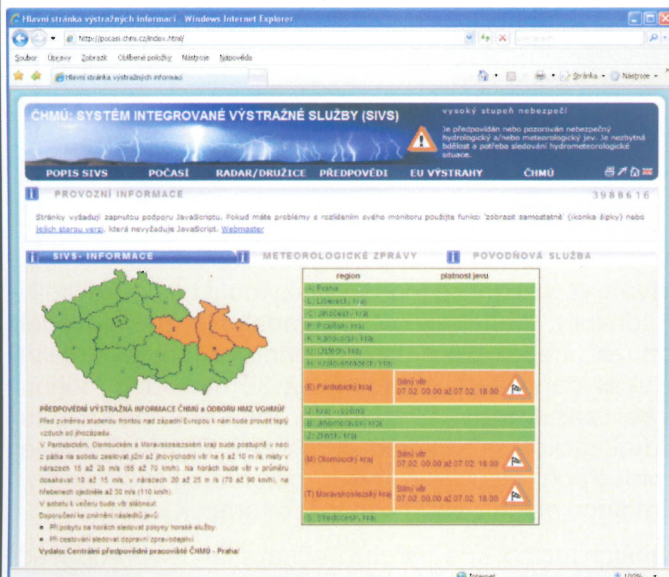 Hlavní stránka výstražných informací - Windows Internet Explorer
http://pocasi.chmi.cz/index.html/
Soubor Úpravy Zobrazit Oblíbené položky Nástroje Nápověda
Hlavní stránka výstražných informací
Stránka Nástroje
ČHMÚ: SYSTÉM INTEGROVANÉ VÝSTRAŽNÉ SLUŽBY (SIVS)
vysoký stupeň nebezpečí
Je předpovídán nebo pozorován nebezpečný
hydrologický a/nebo meteorologický jev. Je nezbytná
bdělost a potřeba sledování hydrometeorologické
situace.
POPIS SIVS POČASÍ RADAR/DRUŽICE PŘEDPOVĚDI EU VÝSTRAHY ČHMÚ
PROVOZNÍ INFORMACE 3988616
Stránky vyžadují zapnutou podporu JavaScriptu. Pokud máte problémy s rozlišením svého monitoru použijte funkci 'zobrazit samostatně' (ikonka šipky) nebo
jejich starou verzi, která nevyžaduje JavaScript. Webmaster
SIVS- INFORMACE METEOROLOGICKÉ ZPRÁVY POVODŇOVÁ SLUŽBA
region platnost jevu
(A) Praha
(L) Liberecký kraj
(C) Jihočeský kraj
(P) Plzeňský kraj
(K) Karlovarský kraj
(U) Ústecký kraj
(H) Královéhradecký kraj
(E) Pardubický kraj
Silný vítr
07.02. 00.00 až 07.02. 18.00
(J) Kraj Vysočina
(B) Jihomoravský kraj
(Z) Zlínský kraj
(M) Olomoucký kraj
Silný vítr
07.02. 00.00 až 07.02. 18.00
(T) Moravskoslezský kraj
Silný vítr
07.02. 00.00 až 07.02. 18.00
(S) Středočeský kraj
PŘEDPOVĚDNÍ VÝSTRAŽNÁ INFORMACE ČHMÚ a ODBORU HMZ VGHMÚř
Před zvlněnou studenou frontou nad západní Evropou k nám bude proudit teplý
vzduch od jihozápadu.
V Pardubickém, Olomouckém a Moravskoslezském kraji bude postupně v noci
z pátku na sobotu zesilovat jižní až jihovýchodní vítr na 5 až 10 m/s, místy v
nárazech 15 až 20 m/s (55 až 70 km/h). Na horách bude vítr v průměru
dosahovat 10 až 15, v nárazech 20 až 25 m/s (70 až 90 km/h), na
hřebenech ojediněle až 30 m/s (110 km/h).
V sobotu k večeru bude vítr slábnout.
Doporučení ke zmírnění následků jevů:
Při pobytu na horách sledovat pokyny horské služby.
Při cestování sledovat dopravní zpravodajství.
Vydalo: Centrální předpovědní pracoviště ČHMÚ - Praha/
Internet 100%